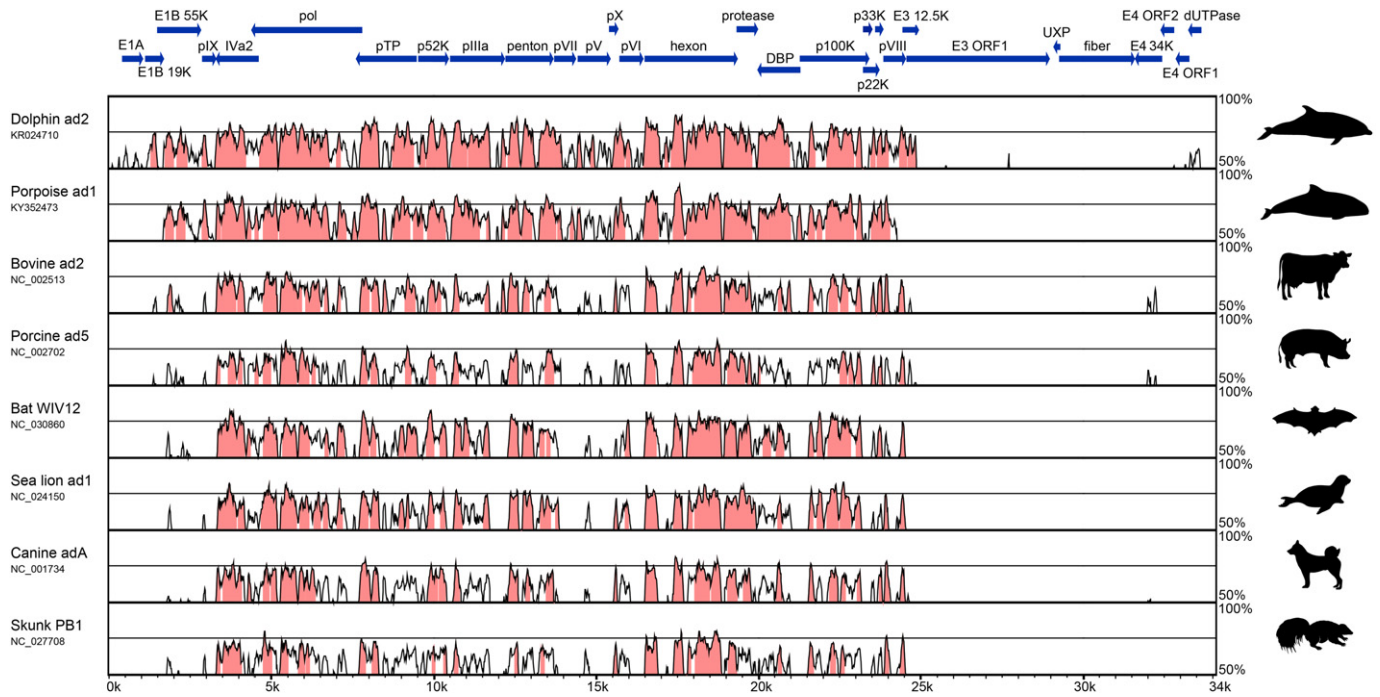 E1B 55K pol pX protease p33K E3 12.5K E4 ORF2 dUTPase
UXP
E1A pIX IVa2 pTP p52K pIIIa penton pVII pV pVI hexon p100K pVIII E3 ORF1 fiber E4 34K
DBP
E1B 19K p22K E4 ORF1
100%
Dolphin ad2
KR024710
50%
100%
Porpoise ad1
KY352473
50%
100%
Bovine ad2
NC_002513
50%
100%
Porcine ad5
NC_002702
50%
100%
Bat WIV12
NC_030860
50%
100%
Sea lion ad1
NC_024150
50%
100%
Canine adA
NC_001734
50%
100%
Skunk PB1
NC_027708
50%
0k 5k 10k 15k 20k 25k 30k 34k